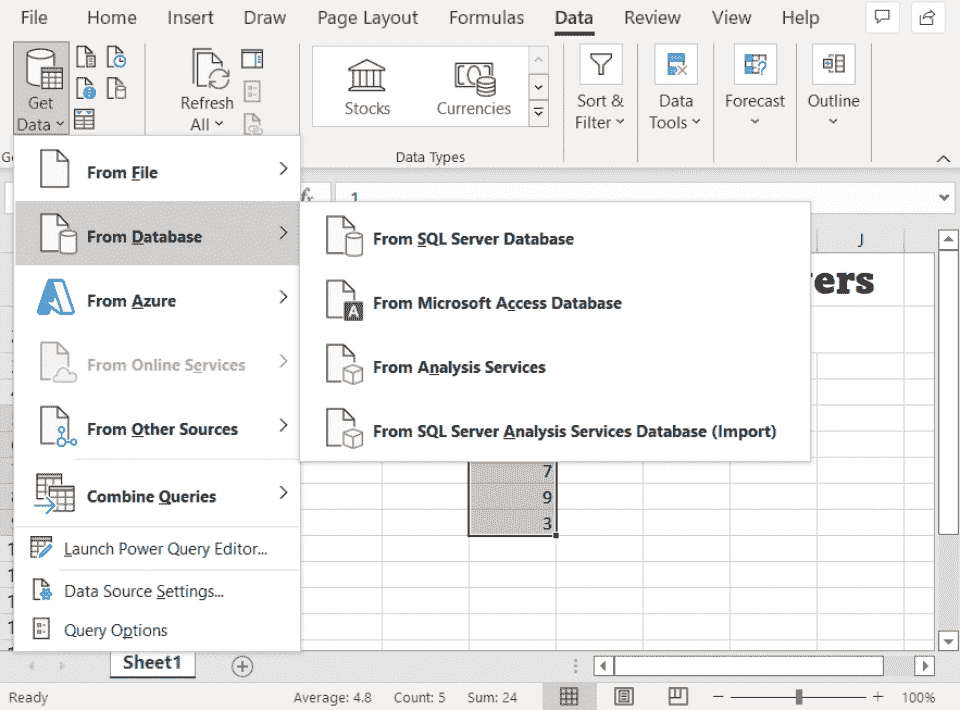 File Home Insert Draw Page Layout Formulas Data Review View Help
Get
Data
Refresh
All
Stocks
Currencies
Sort &
Filter
Data
Tools
Forecast
Outline
Data Types
From File
fx
1
From Database
From SQL Server Database
J
From Azure
From Microsoft Access Database
ers
From Online Services
From Analysis Services
From Other Sources
From SQL Server Analysis Services Database (Import)
7
Combine Queries
9
3
Launch Power Query Editor...
Data Source Settings...
Query Options
Sheet1
Ready Average: 4.8 Count: 5 Sum: 24 100%